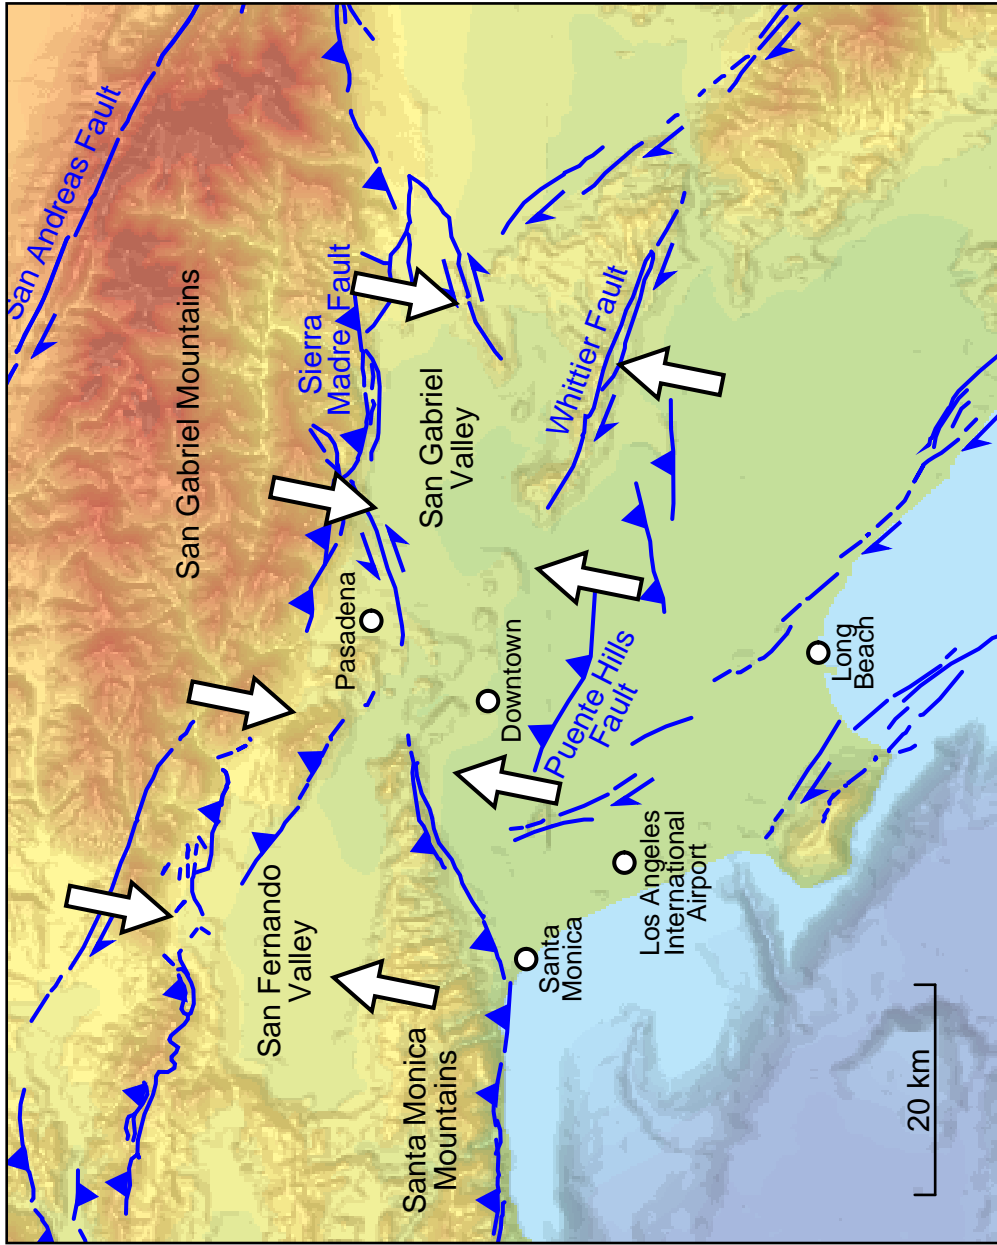 San Andreas Fault
San Gabriel Mountains
Sierra
Madre Fault
San Gabriel
Valley
Whittier Fault
Pasadena
Downtown
Puente Hills
Fault
Long
Beach
San Fernando
Valley
Los Angeles
International
Airport
Santa
Monica
Santa Monica
Mountains
20 km